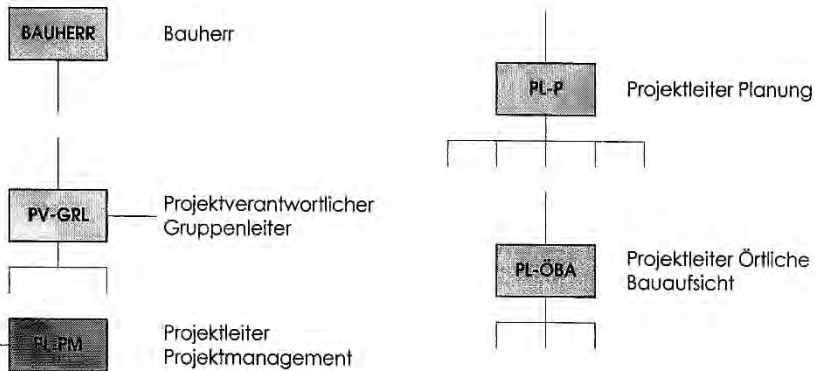 BAUHERR Bauherr
PV-GRL Projektverantwortlicher
Gruppenleiter
PL-PM Projektleiter
Projektmanagement
PL-P Projektleiter Planung
PL-ÖBA Projektleiter Örtliche
Bauaufsicht